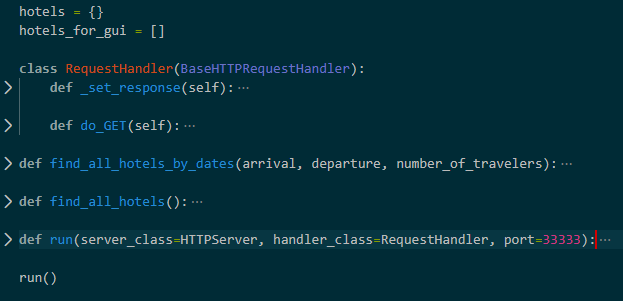 hotels = {}
hotels_for_gui = []
class RequestHandler(BaseHTTPRequestHandler):
def _set_response(self):···
def do_GET(self):···
def find_all_hotels_by_dates(arrival, departure, number_of_travelers):···
def find_all_hotels():···
def run(server_class=HTTPServer, handler_class=RequestHandler, port=33333):···
run()